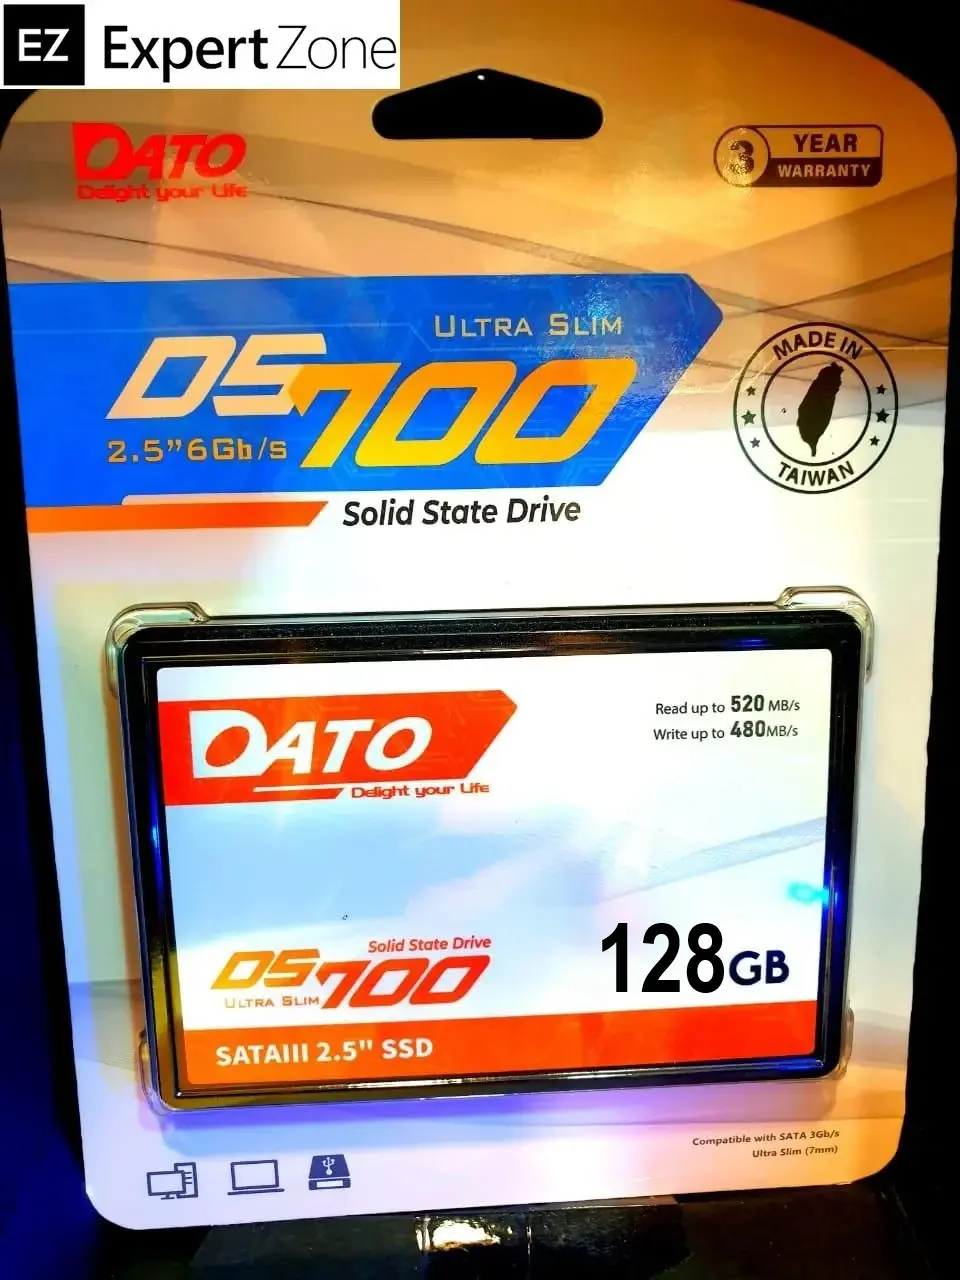 EZ ExpertZone
DATO
Delight your Life
3 YEAR
WARRANTY
ULTRA SLIM
DS700
2.5”6Gb/s
Solid State Drive
MADE IN
TAIWAN
DATO
Delight your Life
Read up to 520 MB/s
Write up to 480MB/s
Solid State Drive
DS700
ULTRA SLIM
128GB
SATAIII 2.5" SSD
Compatible with SATA 3Gb/s
Ultra Slim (7mm)